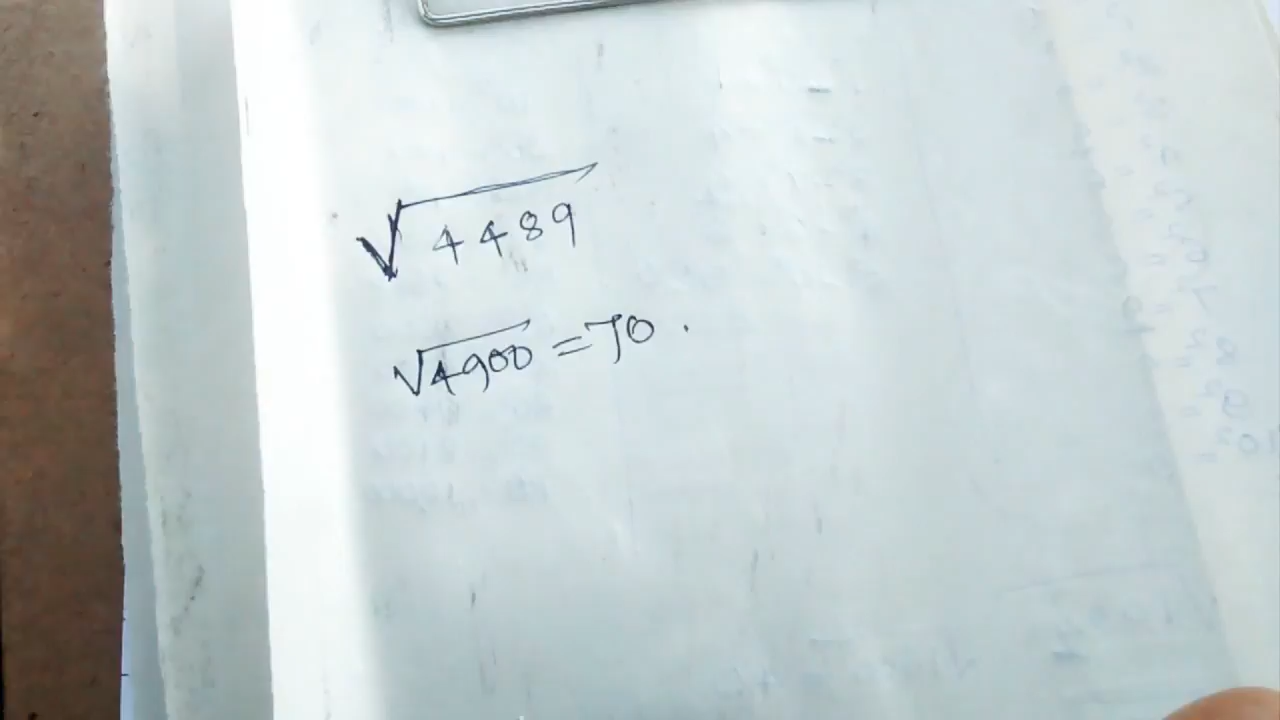 √4489
√4900 = 70.